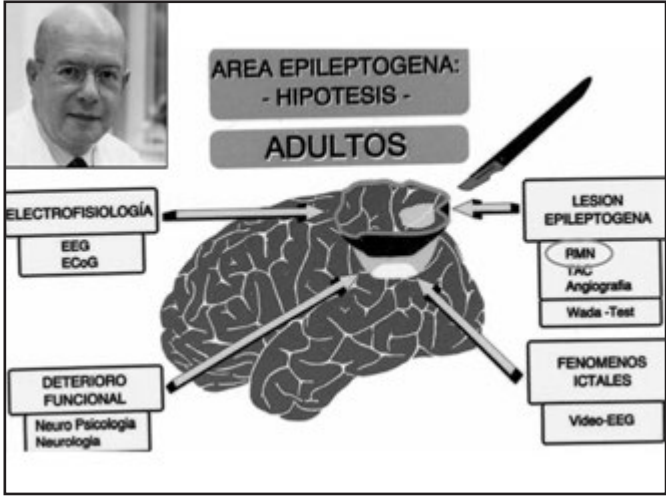 AREA EPILEPTOGENA:
- HIPOTESIS -
ADULTOS
ELECTROFISIOLOGÍA
EEG
ECoG
LESION
EPILEPTOGENA
RMN
TAC
Angiografia
Wada -Test
DETERIORO
FUNCIONAL
Neuro Psicologia
Neurologia
FENOMENOS
ICTALES
Video-EEG